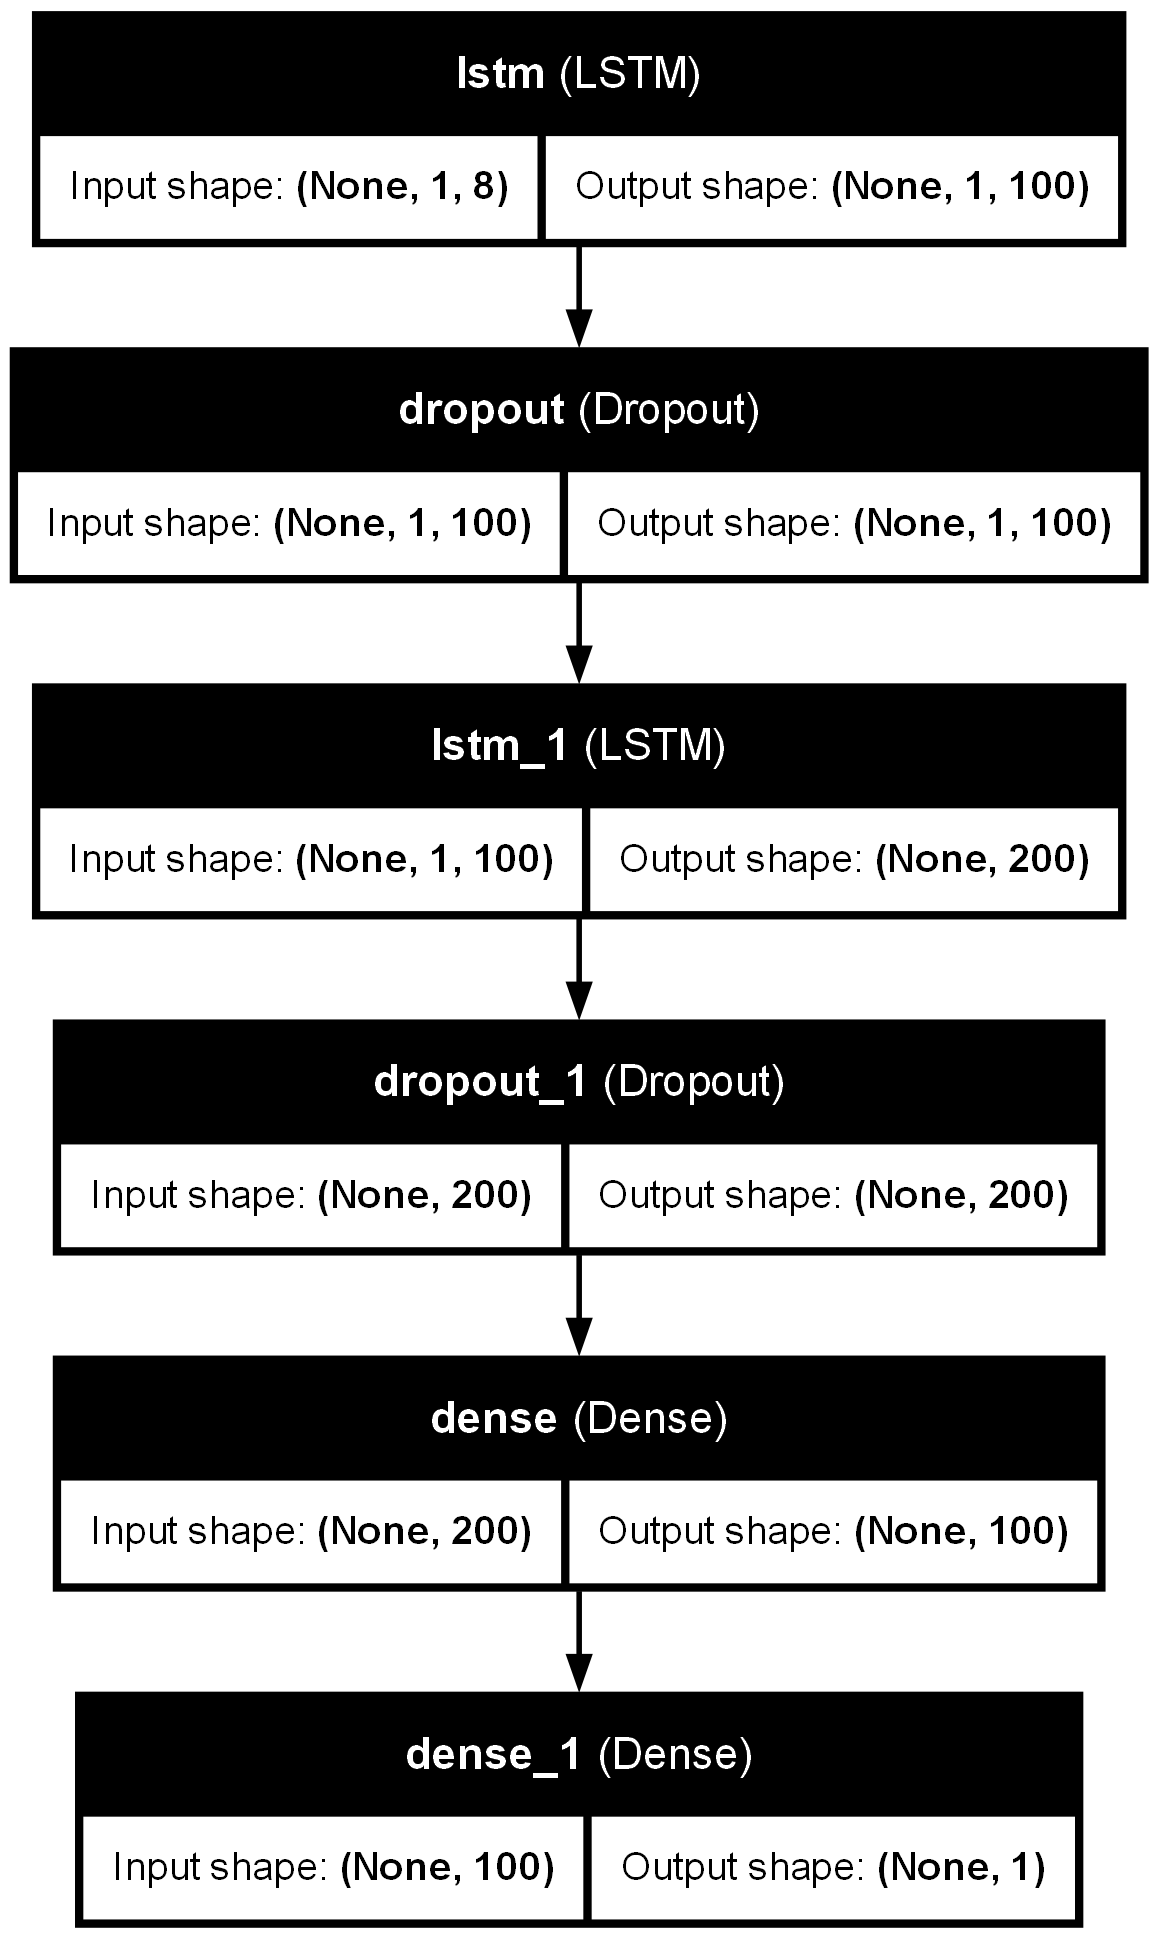 lstm (LSTM)
Input shape: (None, 1, 8) Output shape: (None, 1, 100)
dropout (Dropout)
Input shape: (None, 1, 100) Output shape: (None, 1, 100)
lstm_1 (LSTM)
Input shape: (None, 1, 100) Output shape: (None, 200)
dropout_1 (Dropout)
Input shape: (None, 200) Output shape: (None, 200)
dense (Dense)
Input shape: (None, 200) Output shape: (None, 100)
dense_1 (Dense)
Input shape: (None, 100) Output shape: (None, 1)